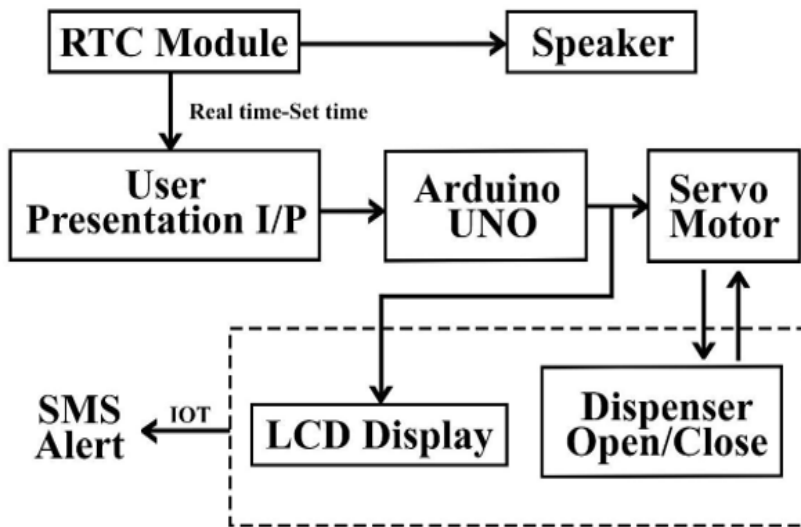 RTC Module
Speaker
Real time-Set time
User
Presentation I/P
Arduino
UNO
Servo
Motor
SMS
Alert
IOT
LCD Display
Dispenser
Open/Close